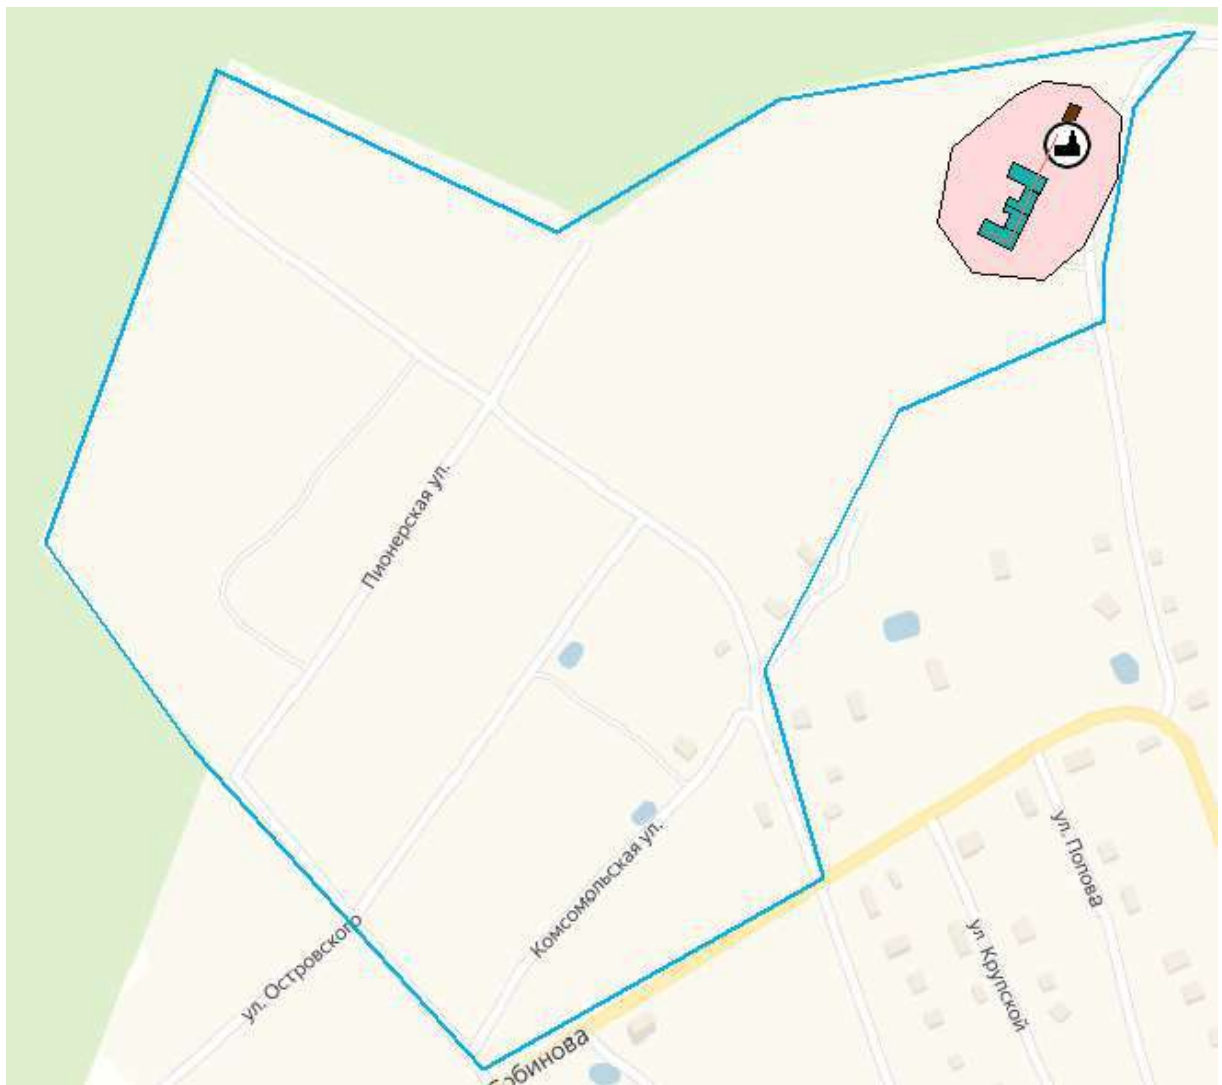 Пионерская ул.
ул. Островского
Комсомольская ул.
ул. Попова
ул. Крупской